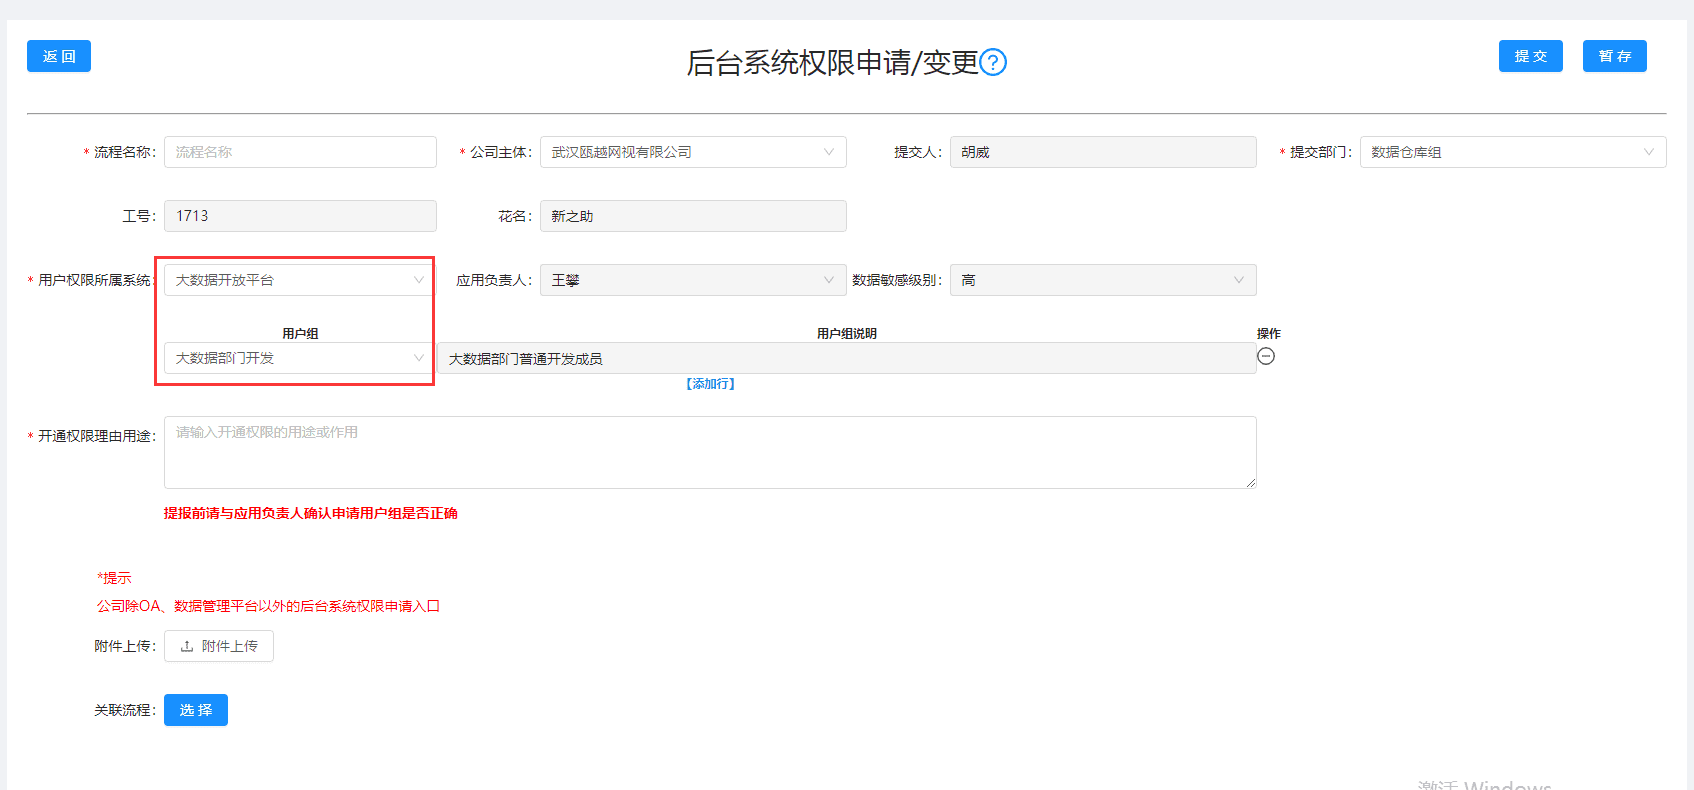 返 回
后台系统权限申请/变更?
提 交
暂 存
* 流程名称: 流程名称
* 公司主体: 武汉瓯越网视有限公司
提交人: 胡威
* 提交部门: 数据仓库组
工号: 1713
花名: 新之助
* 用户权限所属系统: 大数据开放平台
应用负责人: 王攀
数据敏感级别: 高
用户组
用户组说明
操作
大数据部门开发
大数据部门普通开发成员
【添加行】
* 开通权限理由用途: 请输入开通权限的用途或作用
提报前请与应用负责人确认申请用户组是否正确
*提示
公司除OA、数据管理平台以外的后台系统权限申请入口
附件上传: 附件上传
关联流程: 选 择
激活 Windows